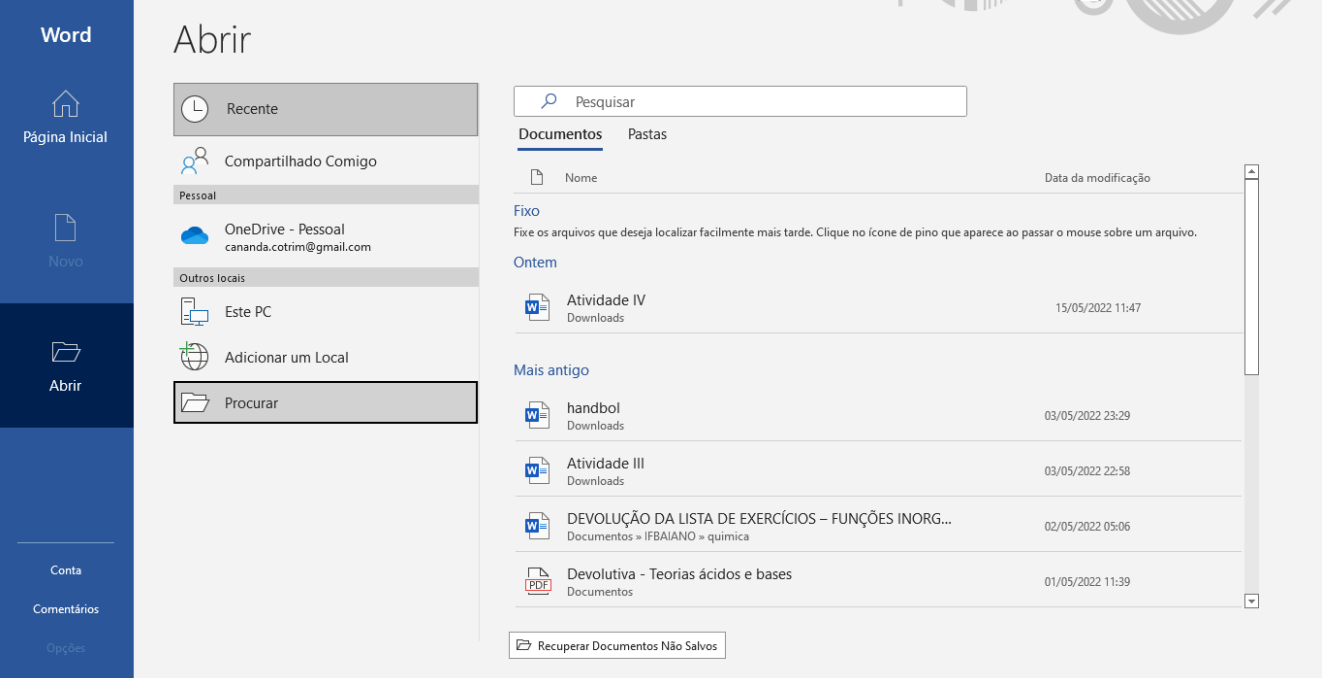 Word
Página Inicial
Novo
Abrir
Conta
Comentários
Opções
Abrir
Recente
Compartilhado Comigo
Pessoal
OneDrive - Pessoal
cananda.cotrim@gmail.com
Outros locais
Este PC
Adicionar um Local
Procurar
Pesquisar
Documentos Pastas
Nome Data da modificação
Fixo
Fixe os arquivos que deseja localizar facilmente mais tarde. Clique no ícone de pino que aparece ao passar o mouse sobre um arquivo.
Ontem
Atividade IV 15/05/2022 11:47
Downloads
Mais antigo
handbol 03/05/2022 23:29
Downloads
Atividade III 03/05/2022 22:58
Downloads
DEVOLUÇÃO DA LISTA DE EXERCÍCIOS – FUNÇÕES INORG... 02/05/2022 05:06
Documentos » IFBAIANO » quimica
PDF Devolutiva - Teorias ácidos e bases 01/05/2022 11:39
Documentos
Recuperar Documentos Não Salvos